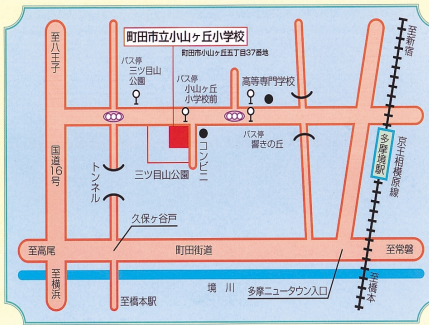 町田市立小山ヶ丘小学校
町田市小山ヶ丘五丁目37番地
至八王子
バス停
三ツ目山
公園
バス停
小山ヶ丘
小学校前
高等専門学校
至新宿
国道16号
トンネル
三ツ目山公園
コンビニ
バス停
響きの丘
多摩境駅
京王相模原線
久保ヶ谷戸
至高尾
町田街道
至常磐
至横浜
境川
多摩ニュータウン入口
至橋本駅
至橋本